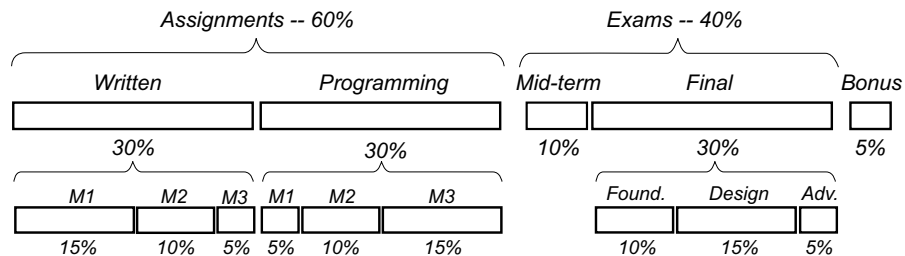 Assignments -- 60% Exams -- 40%
Written Programming Mid-term Final Bonus
30% 30% 10% 30% 5%
M1 M2 M3 M1 M2 M3 Found. Design Adv.
15% 10% 5% 5% 10% 15% 10% 15% 5%